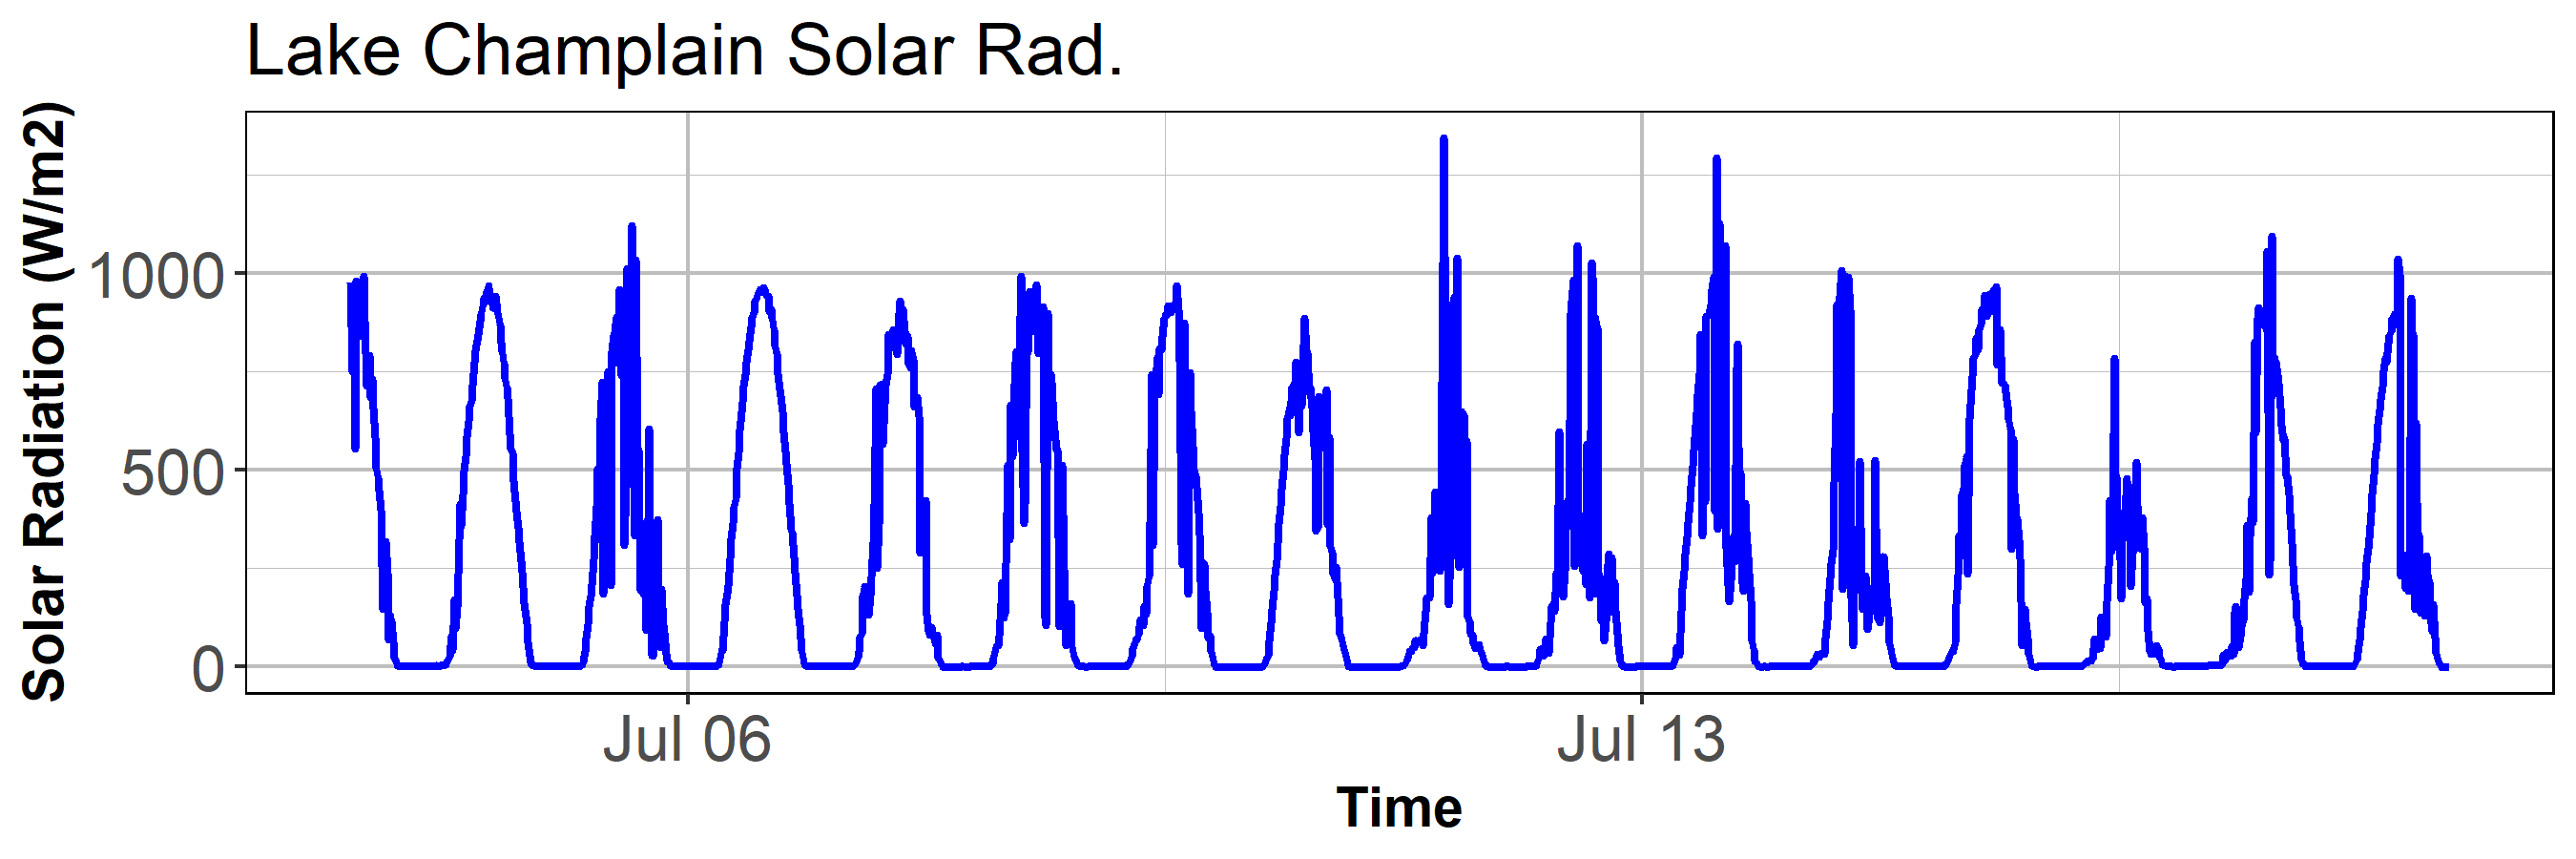 Lake Champlain Solar Rad.
Solar Radiation (W/m2)
1000
500
0
Jul 06
Jul 13
Time